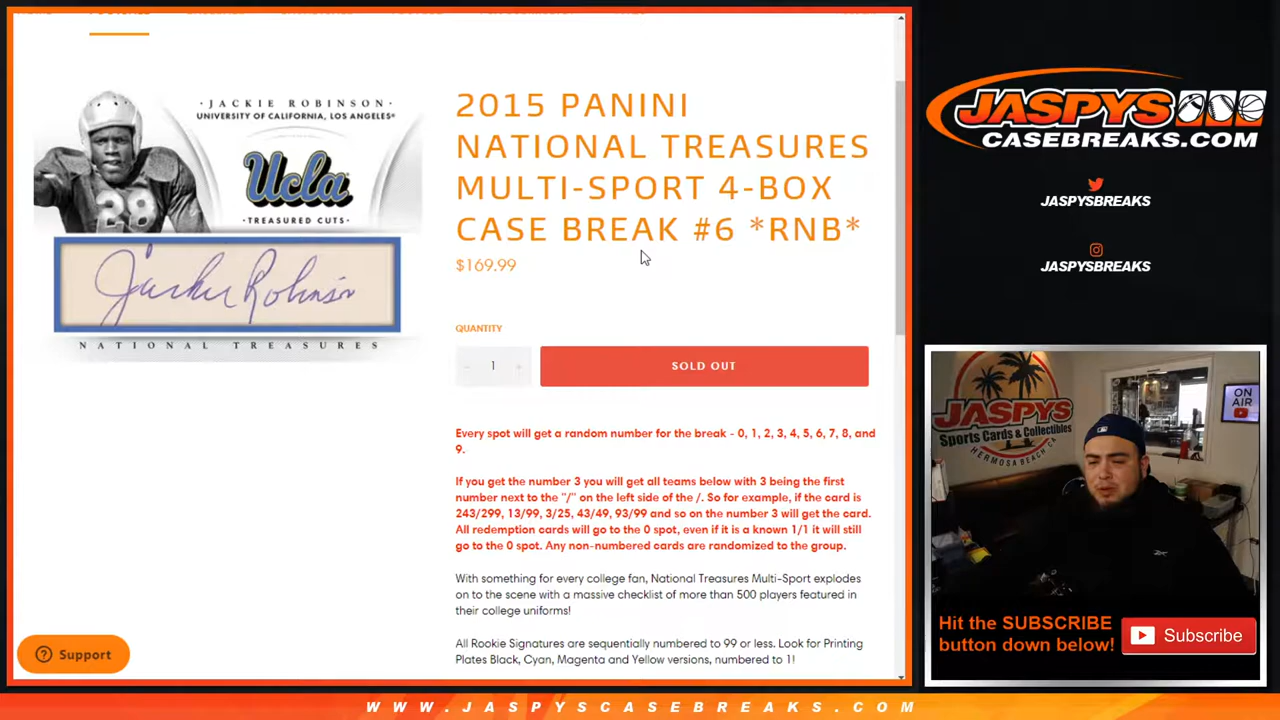 ·JACKIE ROBINSON·
UNIVERSITY OF CALIFORNIA, LOS ANGELES®
Ucla
·TREASURED CUTS·
28
Jackie Robinson
NATIONAL TREASURES
2015 PANINI
NATIONAL TREASURES
MULTI-SPORT 4-BOX
CASE BREAK #6 *RNB*
$169.99
QUANTITY
- 1 +
SOLD OUT
Every spot will get a random number for the break - 0, 1, 2, 3, 4, 5, 6, 7, 8, and
9.
If you get the number 3 you will get all teams below with 3 being the first
number next to the "/" on the left side of the /. So for example, if the card is
243/299, 13/99, 3/25, 43/49, 93/99 and so on the number 3 will get the card.
All redemption cards will go to the 0 spot, even if it is a known 1/1 it will still
go to the 0 spot. Any non-numbered cards are randomized to the group.
With something for every college fan, National Treasures Multi-Sport explodes
on to the scene with a massive checklist of more than 500 players featured in
their college uniforms!
All Rookie Signatures are sequentially numbered to 99 or less. Look for Printing
Plates Black, Cyan, Magenta and Yellow versions, numbered to 1!
Support
JASPYS
CASEBREAKS.COM
JASPYSBREAKS
JASPYSBREAKS
JASPYS
Sports Cards & Collectibles
HERMOSA BEACH CA
ON
AIR
Hit the SUBSCRIBE
button down below!
Subscribe
WWW.JASPYSCASEBREAKS.COM